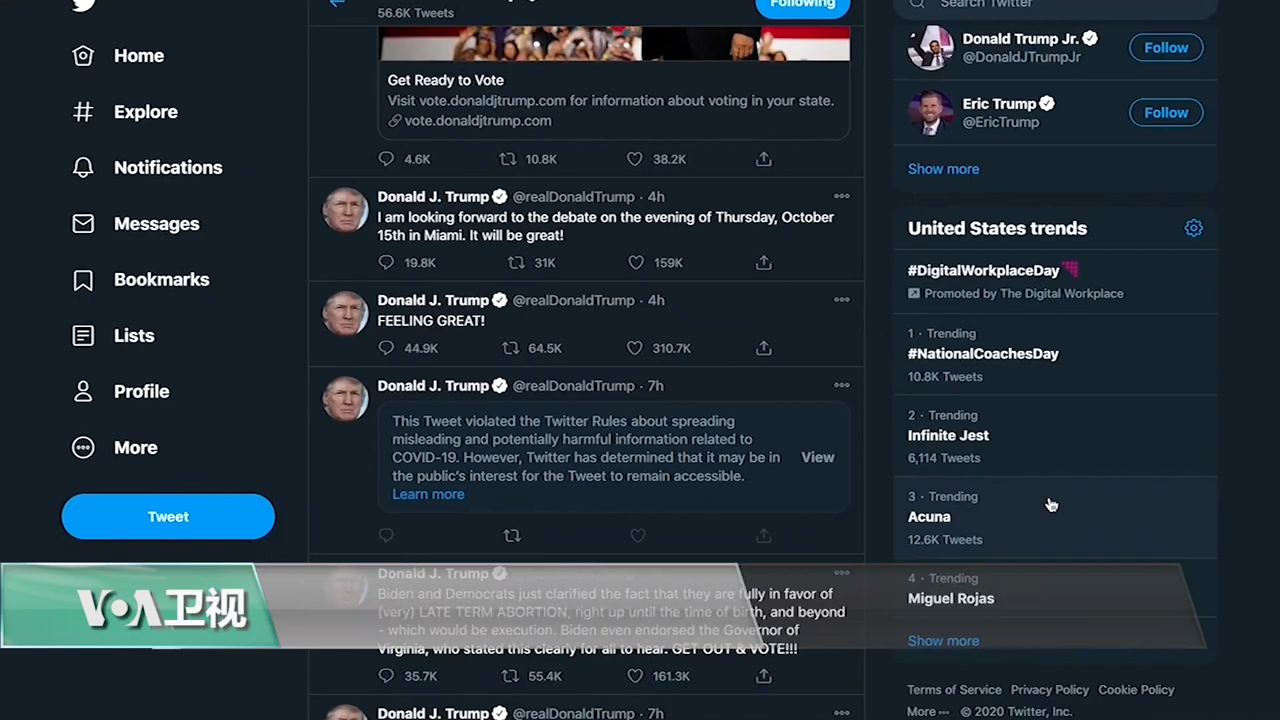 56.6K Tweets
Following
Search Twitter
Home
Explore
Notifications
Messages
Bookmarks
Lists
Profile
More
Tweet
Get Ready to Vote
Visit vote.donaldjtrump.com for information about voting in your state.
vote.donaldjtrump.com
4.6K 10.8K 38.2K
Donald J. Trump @realDonaldTrump · 4h
I am looking forward to the debate on the evening of Thursday, October
15th in Miami. It will be great!
19.8K 31K 159K
Donald J. Trump @realDonaldTrump · 4h
FEELING GREAT!
44.9K 64.5K 310.7K
Donald J. Trump @realDonaldTrump · 7h
This Tweet violated the Twitter Rules about spreading
misleading and potentially harmful information related to
COVID-19. However, Twitter has determined that it may be in
the public's interest for the Tweet to remain accessible.
Learn more
View
Donald J. Trump
Biden and Democrats just clarified the fact that they are fully in favor of
(very) LATE TERM ABORTION, right up until the time of birth, and beyond
- which would be execution. Biden even endorsed the Governor of
Virginia, who stated this clearly for all to hear. GET OUT & VOTE!!!
35.7K 55.4K 161.3K
Donald J. Trump @realDonaldTrump · 7h
Donald Trump Jr.
@DonaldJTrumpJr
Follow
Eric Trump
@EricTrump
Follow
Show more
United States trends
#DigitalWorkplaceDay
Promoted by The Digital Workplace
1 · Trending
#NationalCoachesDay
10.8K Tweets
2 · Trending
Infinite Jest
6,114 Tweets
3 · Trending
Acuna
12.6K Tweets
4 · Trending
Miguel Rojas
Show more
Terms of Service Privacy Policy Cookie Policy
More © 2020 Twitter, Inc.
VOA卫视